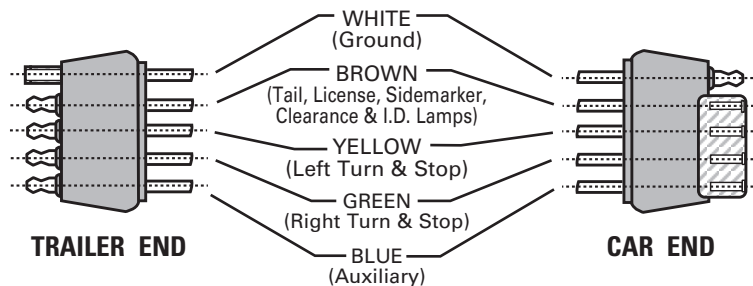 WHITE
(Ground)
BROWN
(Tail, License, Sidemarker,
Clearance & I.D. Lamps)
YELLOW
(Left Turn & Stop)
GREEN
(Right Turn & Stop)
BLUE
(Auxiliary)
TRAILER END
CAR END